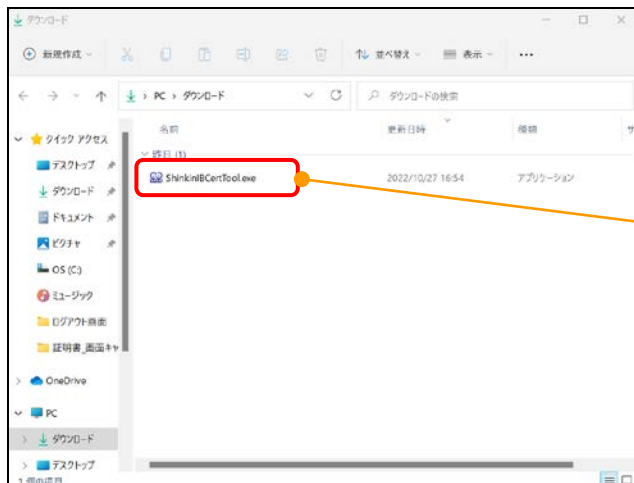 ダウンロード
新規作成
並べ替え
表示
PC > ダウンロード
ダウンロードの検索
名前
更新日時
種類
クイック アクセス
昨日 (1)
デスクトップ
ShinkinIBCertTool.exe
2022/10/27 16:54
アプリケーション
ダウンロード
ドキュメント
ピクチャ
OS (C:)
ミュージック
ログアウト画面
証明書_画面キャ
OneDrive
PC
ダウンロード
デスクトップ
1 個の項目